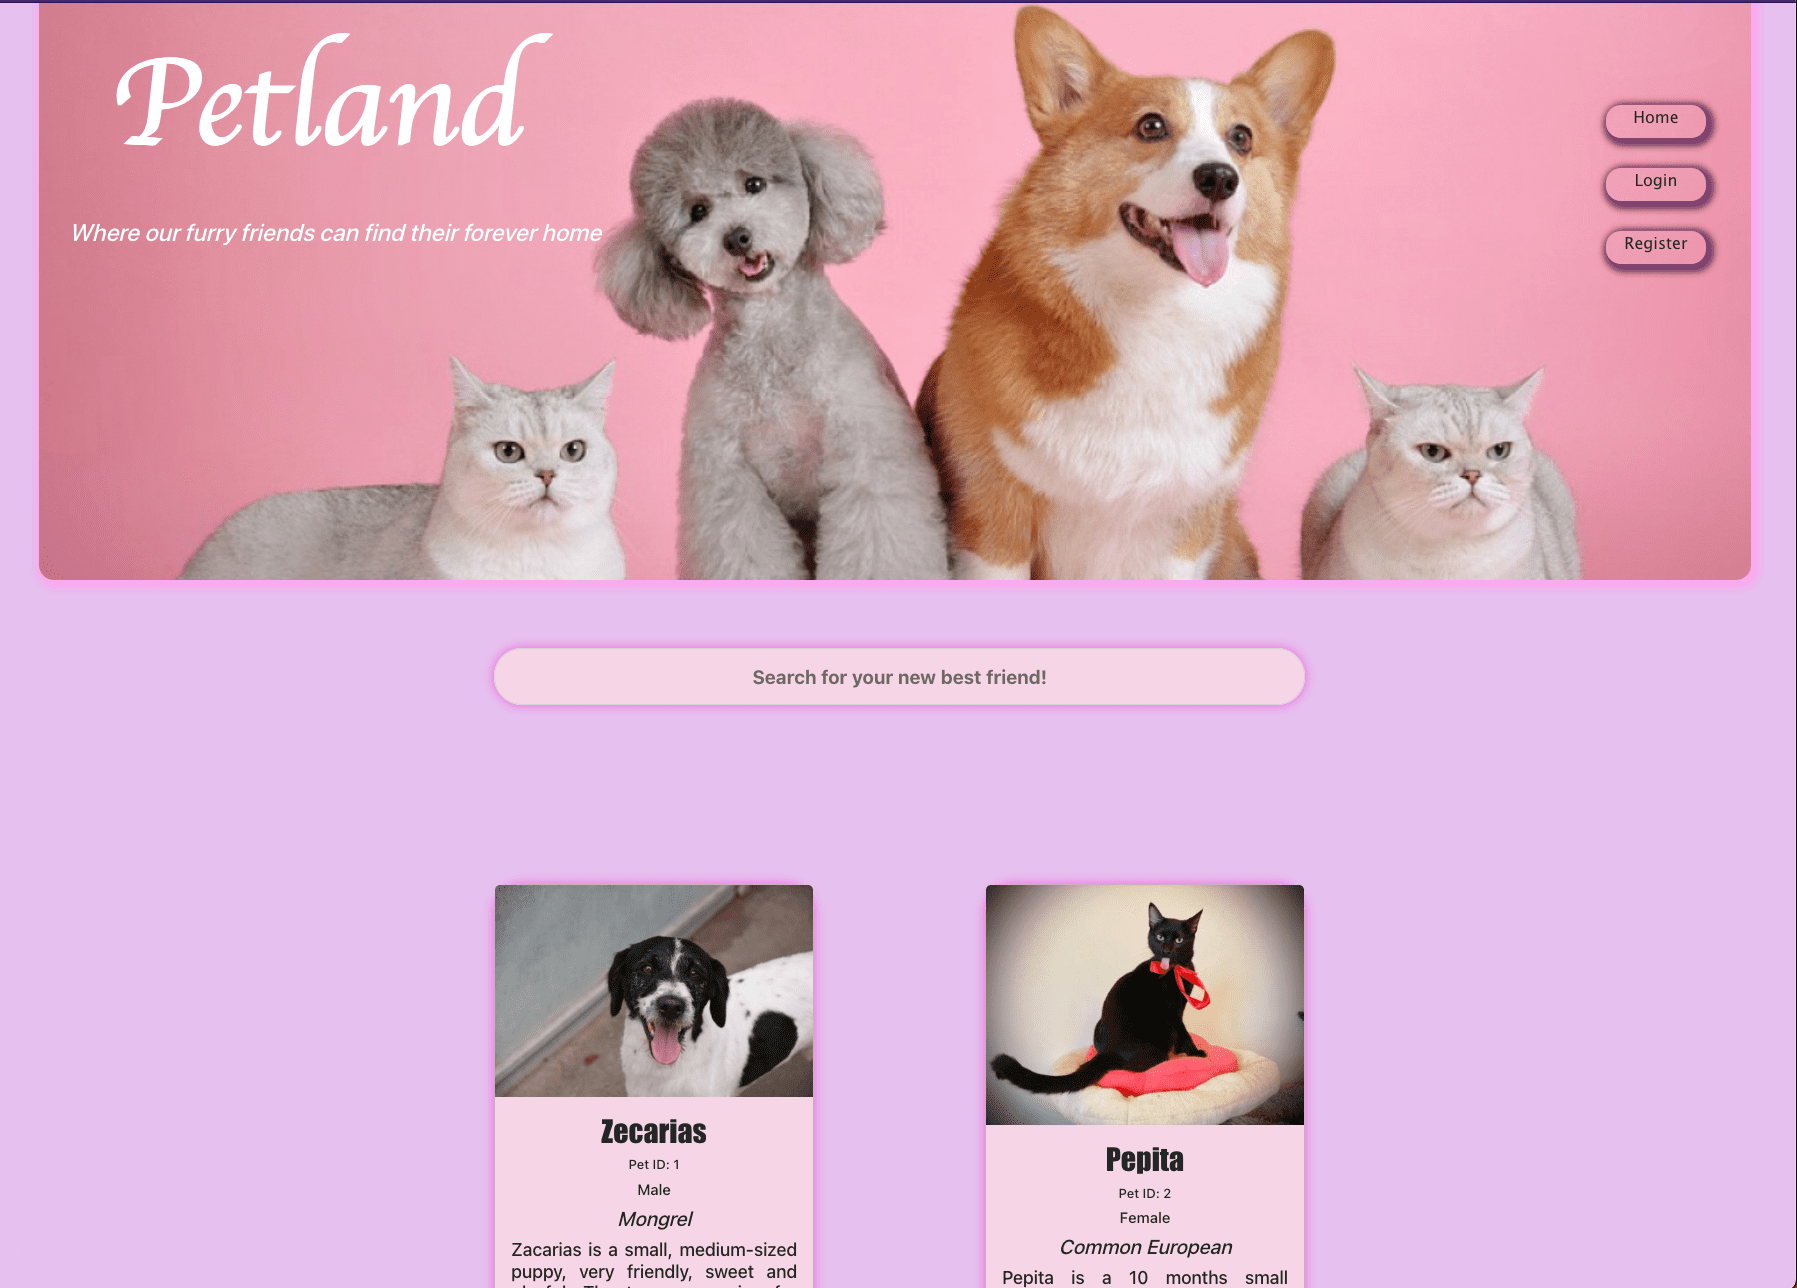 Petland
Where our furry friends can find their forever home
Home
Login
Register
Search for your new best friend!
Zecarias
Pet ID: 1
Male
Mongrel
Zacarias is a small, medium-sized
puppy, very friendly, sweet and
Pepita
Pet ID: 2
Female
Common European
Pepita is a 10 months small